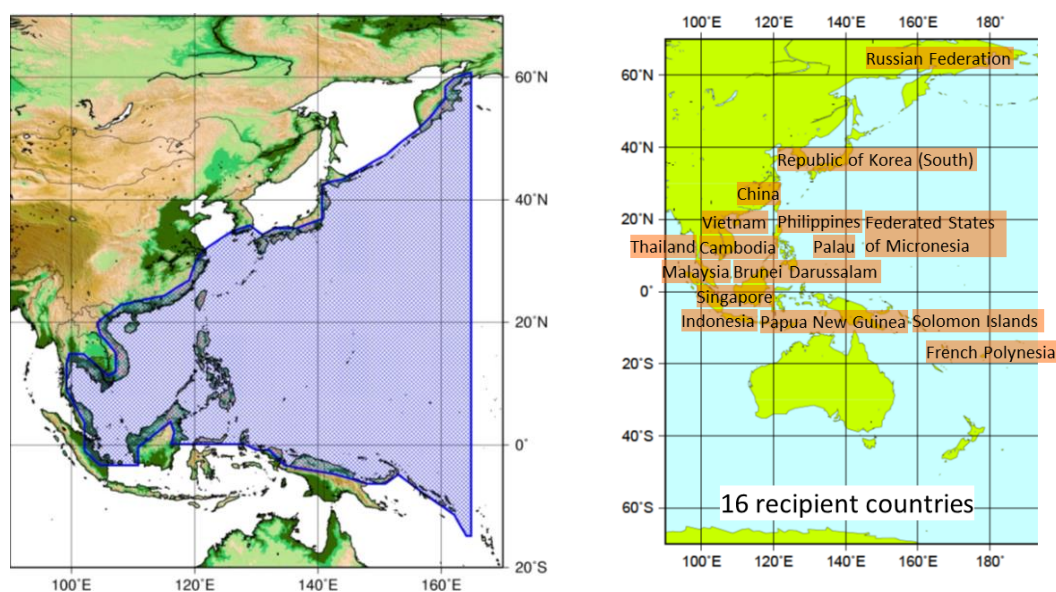 60°N
40°N
20°N
0°
20°S
100°E
120°E
140°E
160°E
100°E
120°E
140°E
160°E
180°
60°N
40°N
20°N
0°
20°S
40°S
60°S
Russian Federation
Republic of Korea (South)
China
Vietnam
Philippines
Federated States
of Micronesia
Thailand
Cambodia
Palau
Malaysia
Brunei Darussalam
Singapore
Indonesia
Papua New Guinea
Solomon Islands
French Polynesia
16 recipient countries